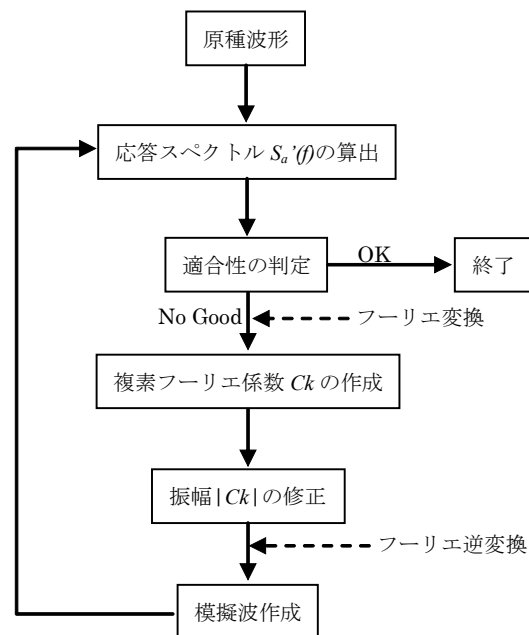 原種波形
応答スペクトル Sa’(f)の算出
適合性の判定
OK
終了
No Good
フーリエ変換
複素フーリエ係数 Ck の作成
振幅|Ck|の修正
フーリエ逆変換
模擬波作成